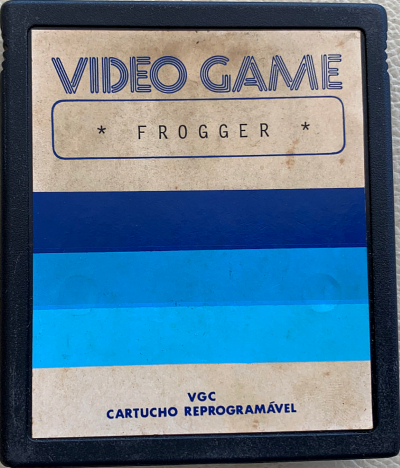 VIDEO GAME
* FROGGER *
VGC
CARTUCHO REPROGRAMÁVEL